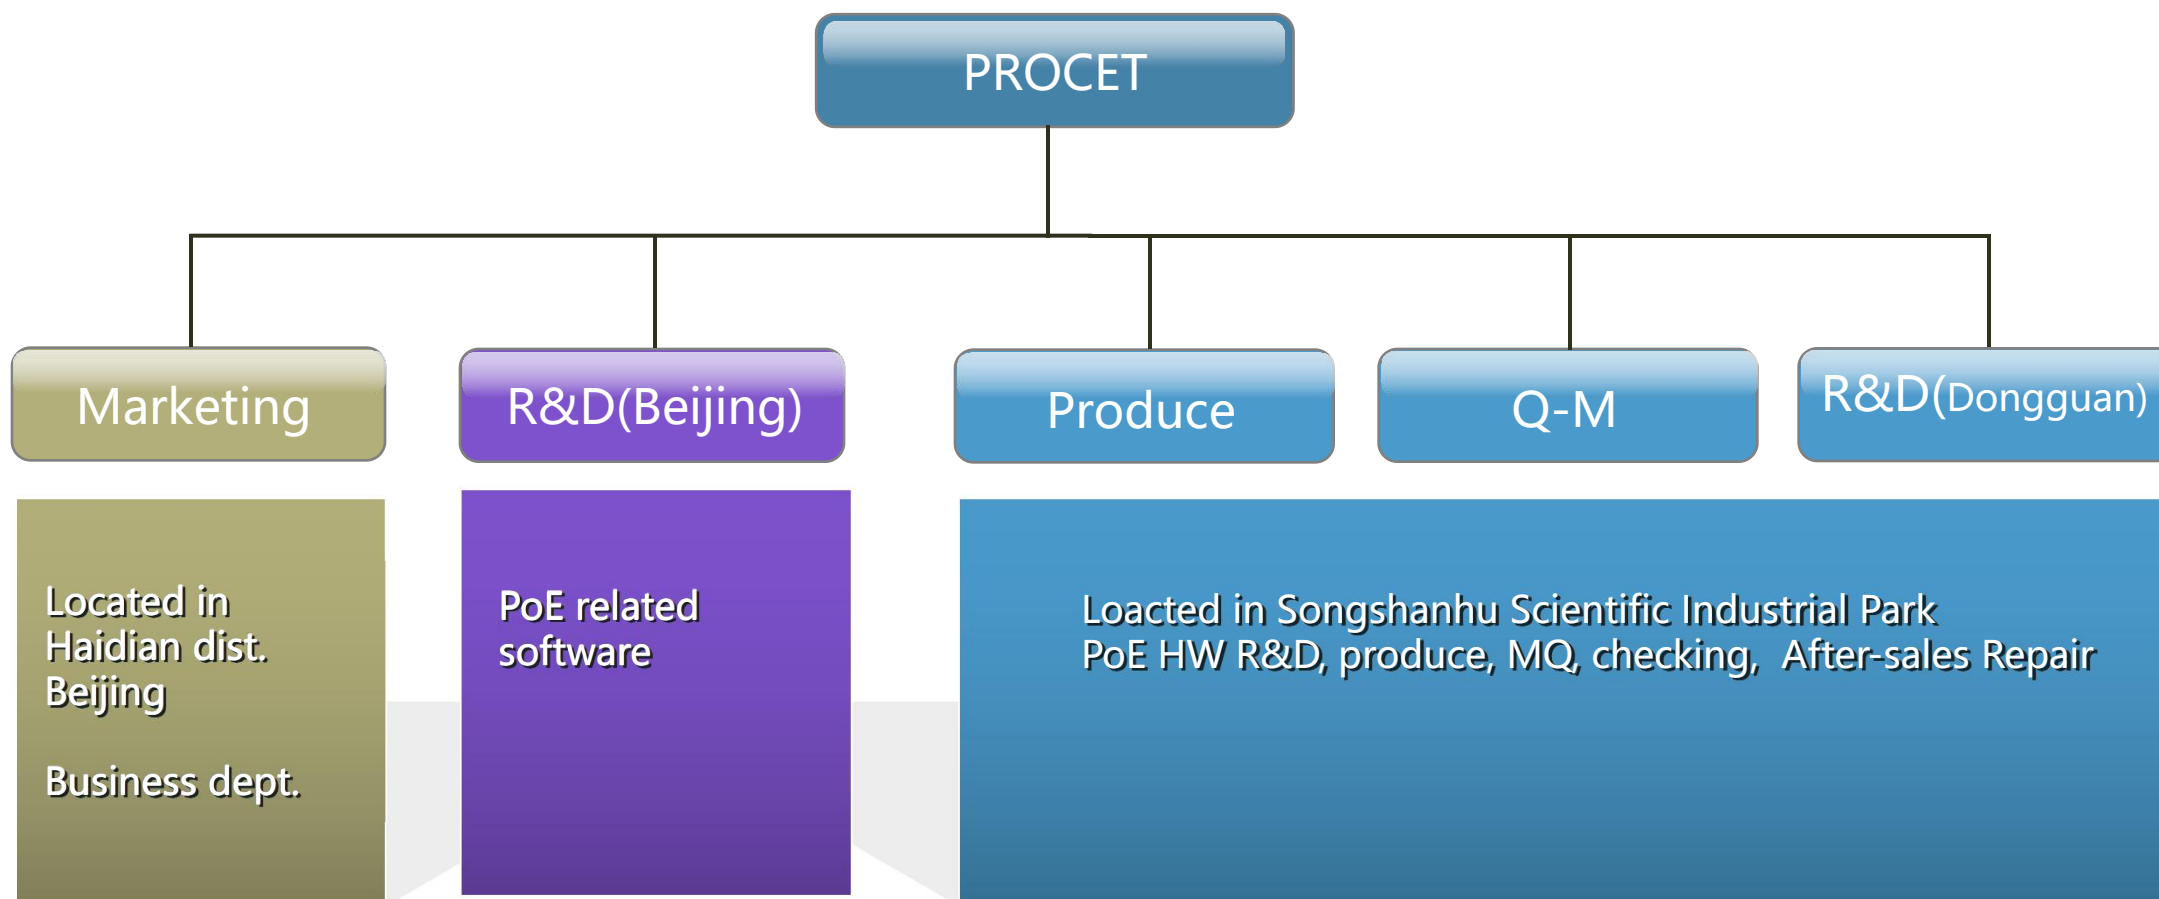 PROCET
Marketing
R&D(Beijing)
Produce
Q-M
R&D(Dongguan)
Located in
Haidian dist.
Beijing
Business dept.
PoE related
software
Loacted in Songshanhu Scientific Industrial Park
PoE HW R&D, produce, MQ, checking,  After-sales Repair